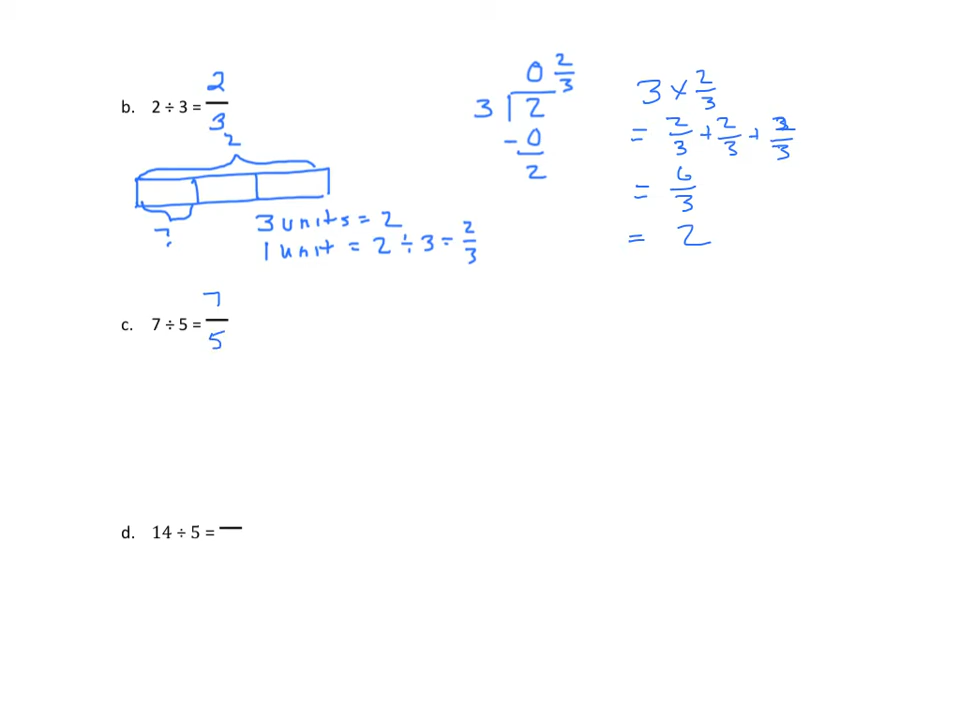 b. 2 ÷ 3 = 2/3
2
?
3 units = 2
1 unit = 2 ÷ 3 = 2/3
0 2/3
3 2
- 0
2
3 × 2/3
= 2/3 + 2/3 + 2/3
= 6/3
= 2
c. 7 ÷ 5 = 7/5
d. 14 ÷ 5 = —